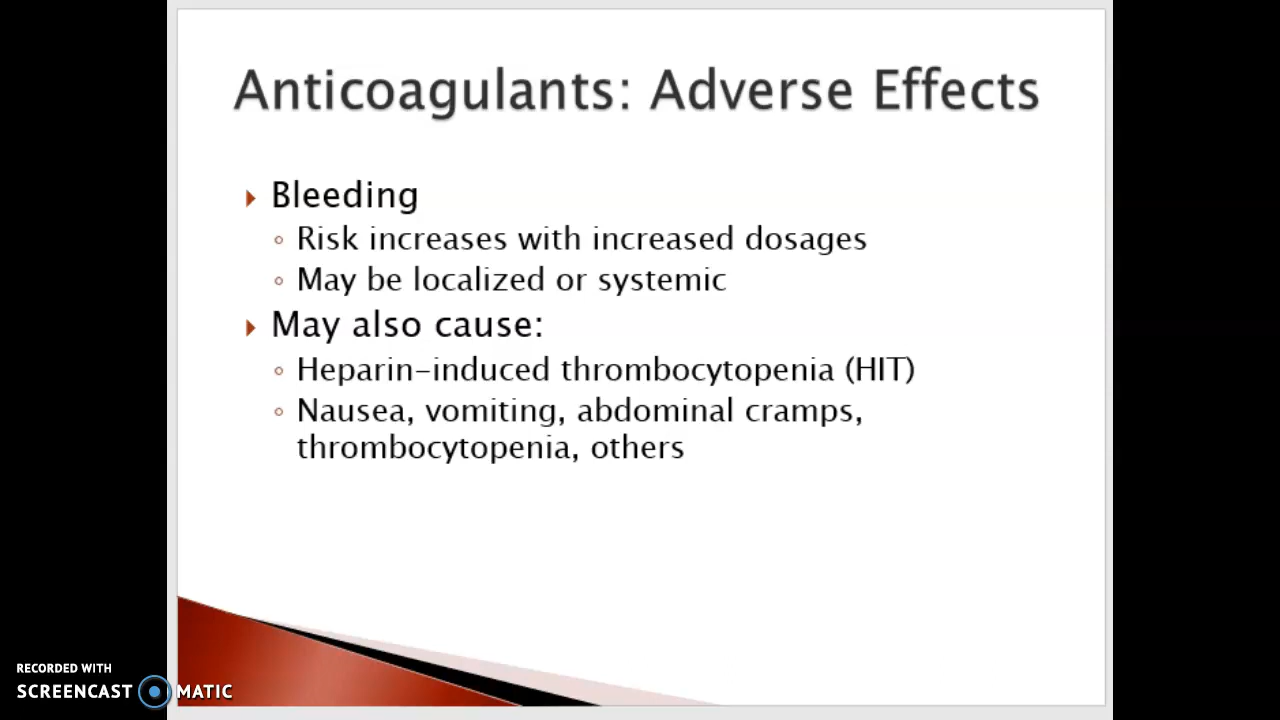 Anticoagulants: Adverse Effects
Bleeding
Risk increases with increased dosages
May be localized or systemic
May also cause:
Heparin-induced thrombocytopenia (HIT)
Nausea, vomiting, abdominal cramps,
thrombocytopenia, others
RECORDED WITH
SCREENCAST MATIC